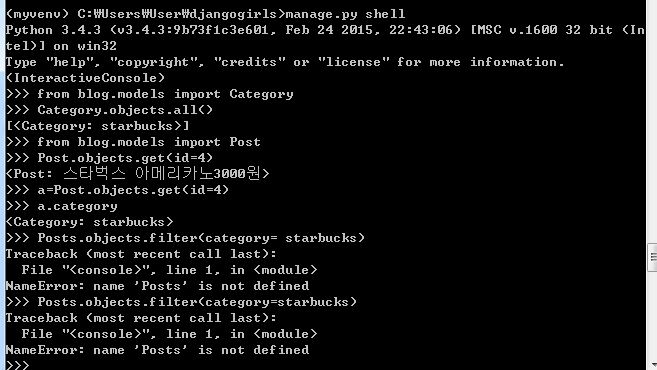 (myvenv) C:₩Users₩User₩djangogirls>manage.py shell
Python 3.4.3 (v3.4.3:9b73f1c3e601, Feb 24 2015, 22:43:06) [MSC v.1600 32 bit (In
tel)] on win32
Type "help", "copyright", "credits" or "license" for more information.
(InteractiveConsole)
>>> from blog.models import Category
>>> Category.objects.all()
[<Category: starbucks>]
>>> from blog.models import Post
>>> Post.objects.get(id=4)
<Post: 스타벅스 아메리카노3000원>
>>> a=Post.objects.get(id=4)
>>> a.category
<Category: starbucks>
>>> Posts.objects.filter(category= starbucks)
Traceback (most recent call last):
  File "<console>", line 1, in <module>
NameError: name 'Posts' is not defined
>>> Posts.objects.filter(category=starbucks)
Traceback (most recent call last):
  File "<console>", line 1, in <module>
NameError: name 'Posts' is not defined
>>>